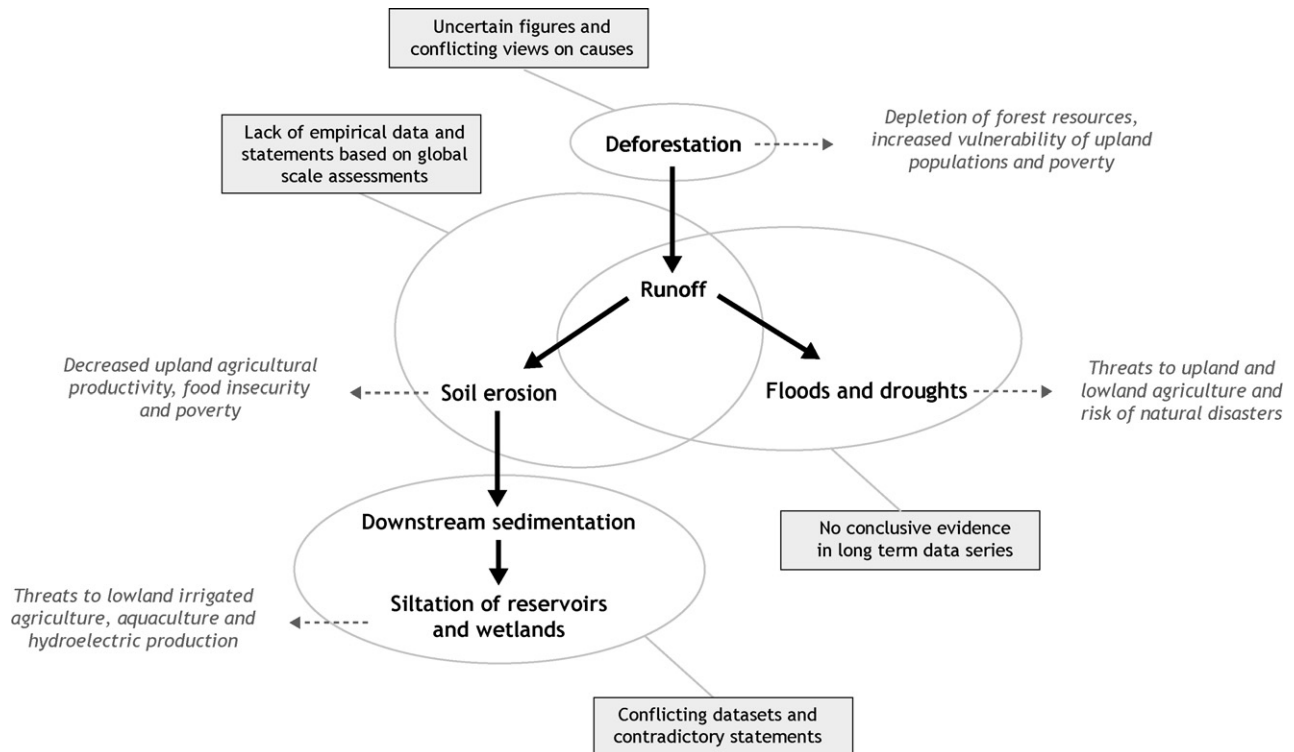 Uncertain figures and
conflicting views on causes
Lack of empirical data and
statements based on global
scale assessments
Deforestation
Depletion of forest resources,
increased vulnerability of upland
populations and poverty
Runoff
Decreased upland agricultural
productivity, food insecurity
and poverty
Soil erosion
Floods and droughts
Threats to upland and
lowland agriculture and
risk of natural disasters
Downstream sedimentation
No conclusive evidence
in long term data series
Threats to lowland irrigated
agriculture, aquaculture and
hydroelectric production
Siltation of reservoirs
and wetlands
Conflicting datasets and
contradictory statements